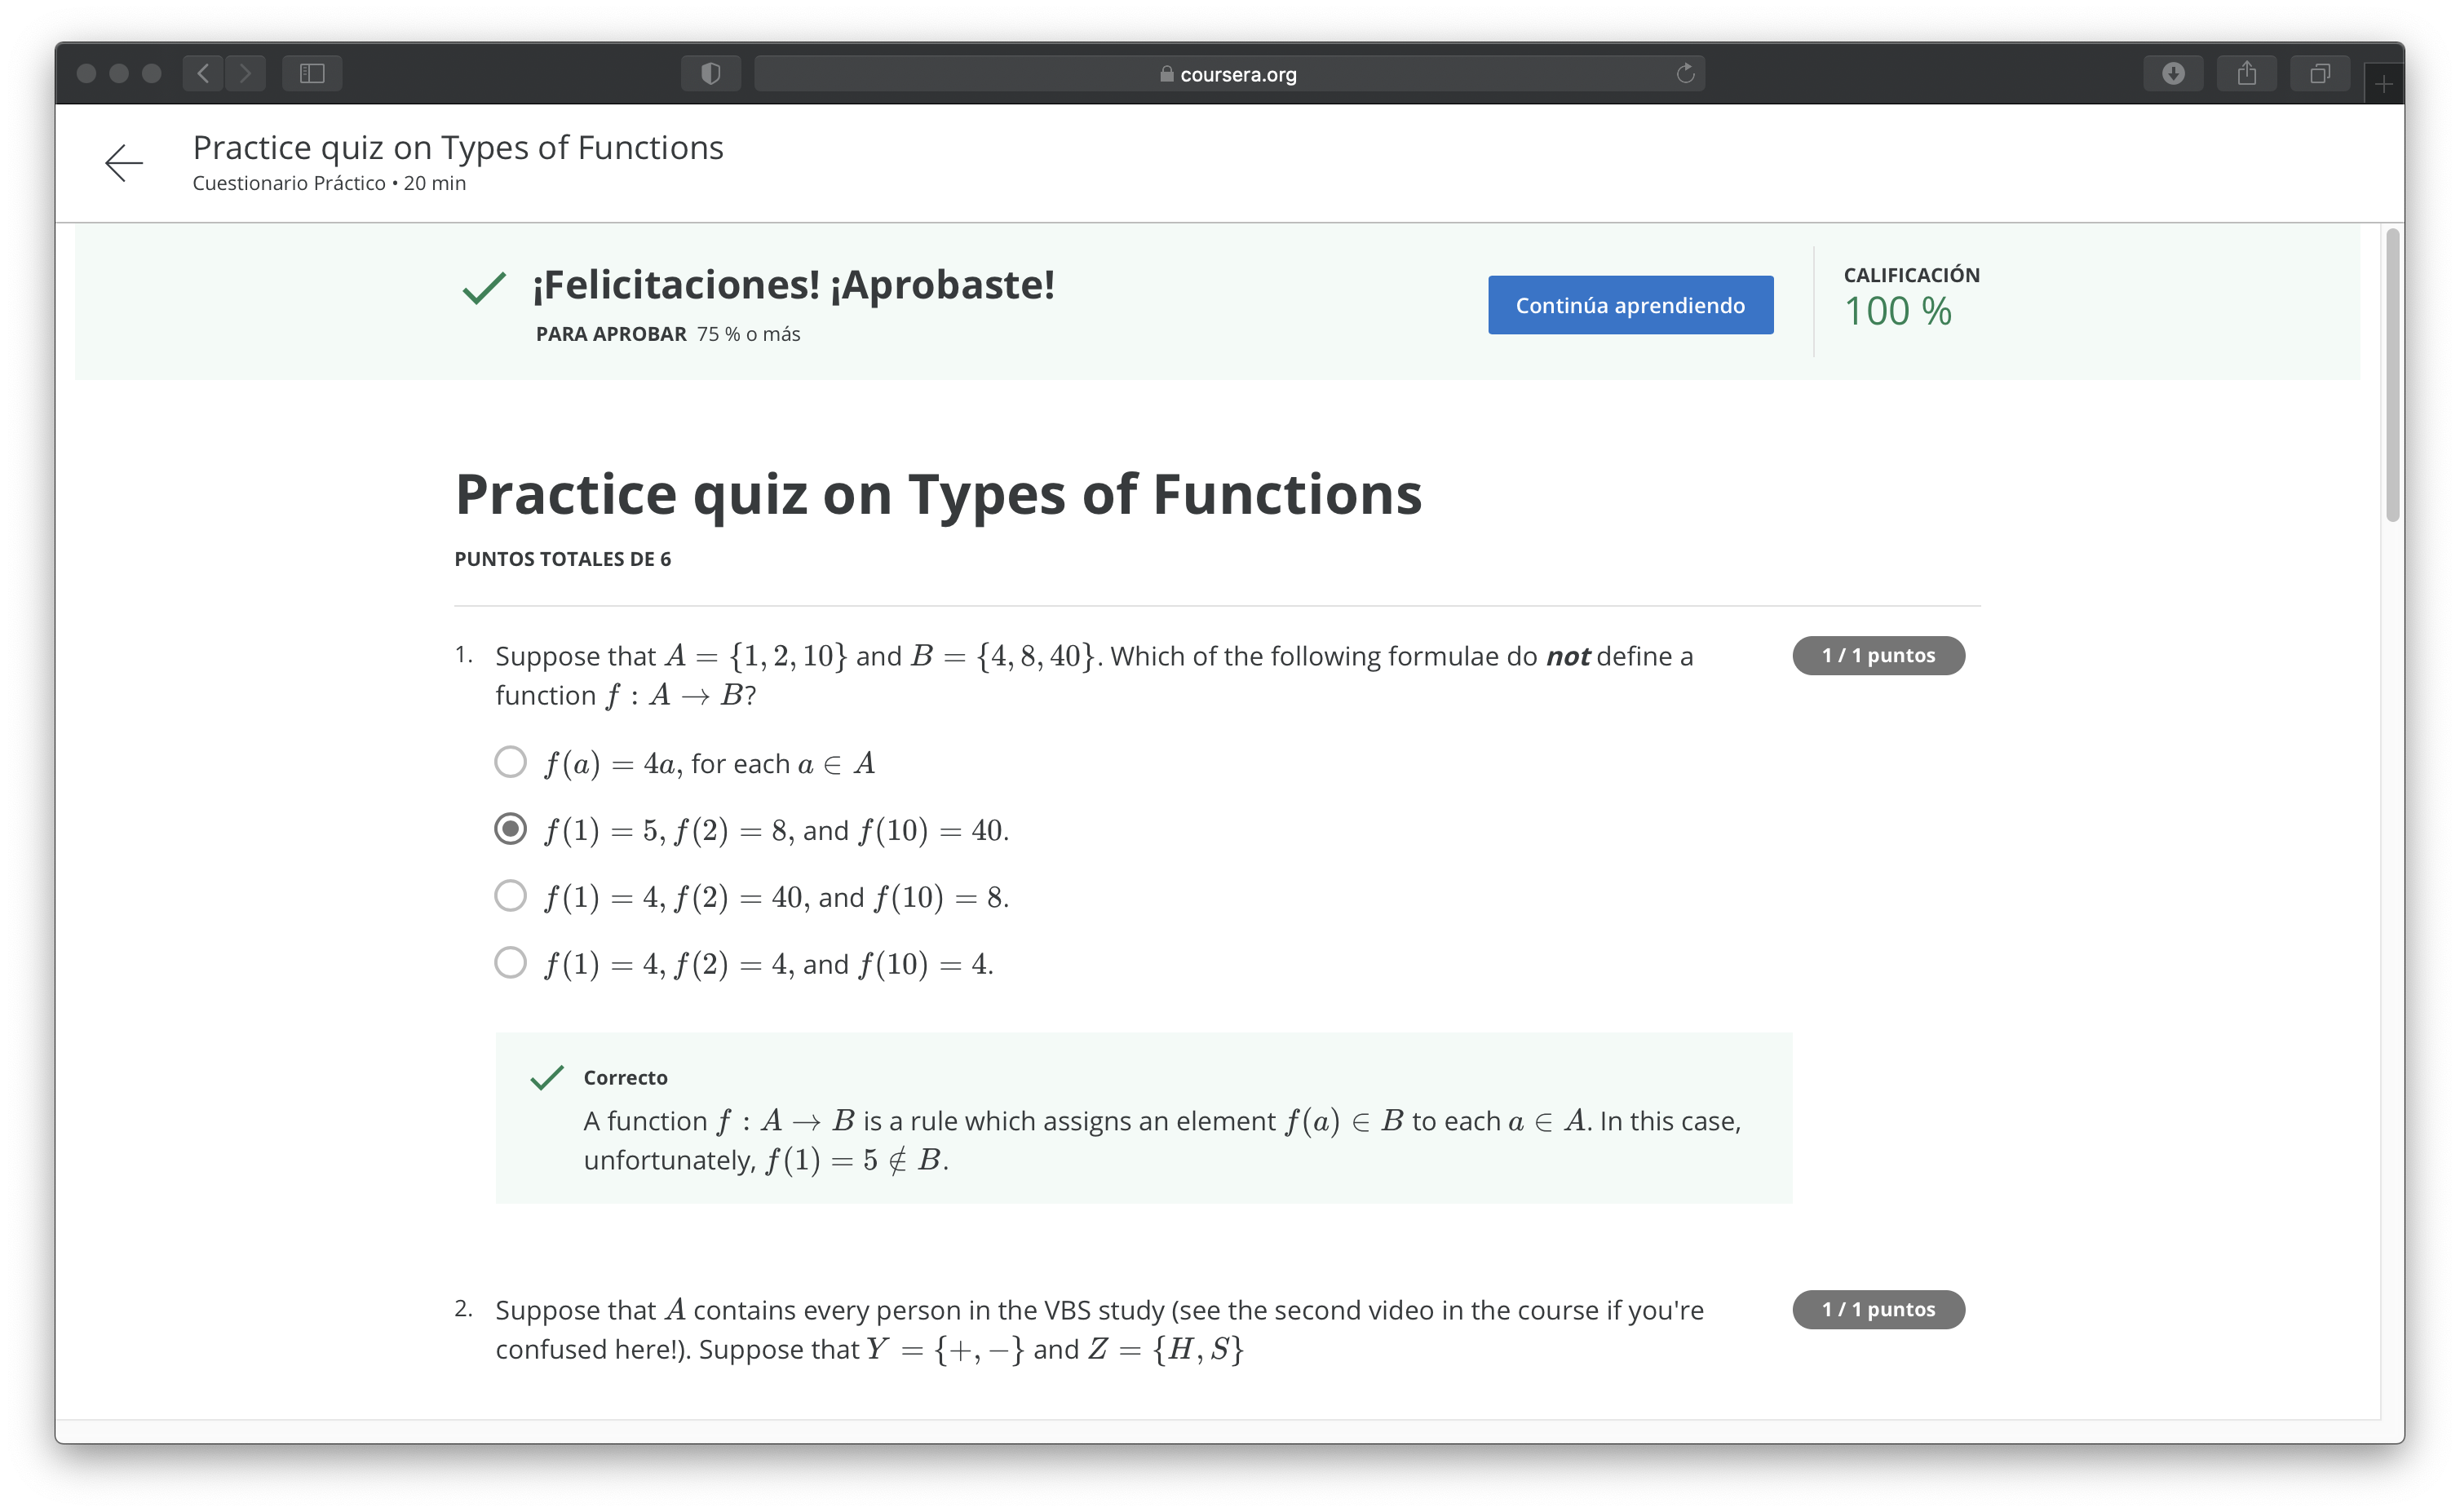 coursera.org
Practice quiz on Types of Functions
Cuestionario Práctico • 20 min
¡Felicitaciones! ¡Aprobaste!
PARA APROBAR 75 % o más
Continúa aprendiendo
CALIFICACIÓN
100 %
Practice quiz on Types of Functions
PUNTOS TOTALES DE 6
1. Suppose that A = {1, 2, 10} and B = {4, 8, 40}. Which of the following formulae do not define a
function f : A → B?
1 / 1 puntos
f(a) = 4a, for each a ∈ A
f(1) = 5, f(2) = 8, and f(10) = 40.
f(1) = 4, f(2) = 40, and f(10) = 8.
f(1) = 4, f(2) = 4, and f(10) = 4.
Correcto
A function f : A → B is a rule which assigns an element f(a) ∈ B to each a ∈ A. In this case,
unfortunately, f(1) = 5 ∉ B.
2. Suppose that A contains every person in the VBS study (see the second video in the course if you're
confused here!). Suppose that Y = {+, −} and Z = {H, S}
1 / 1 puntos